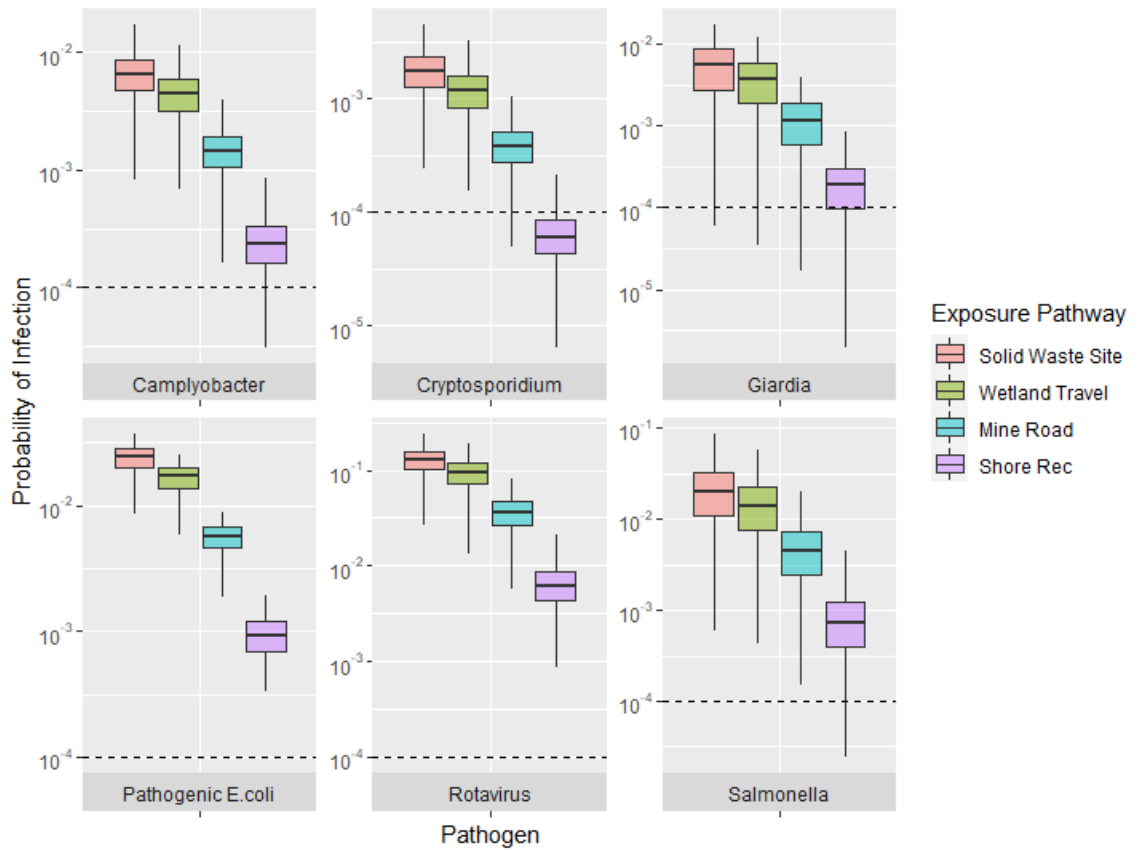 Probability of Infection
10⁻²
10⁻³
10⁻⁴
Camplyobacter
10⁻³
10⁻⁴
10⁻⁵
Cryptosporidium
10⁻²
10⁻³
10⁻⁴
10⁻⁵
Giardia
10⁻²
10⁻³
10⁻⁴
Pathogenic E.coli
10⁻¹
10⁻²
10⁻³
10⁻⁴
Rotavirus
10⁻¹
10⁻²
10⁻³
10⁻⁴
Salmonella
Pathogen
Exposure Pathway
Solid Waste Site
Wetland Travel
Mine Road
Shore Rec